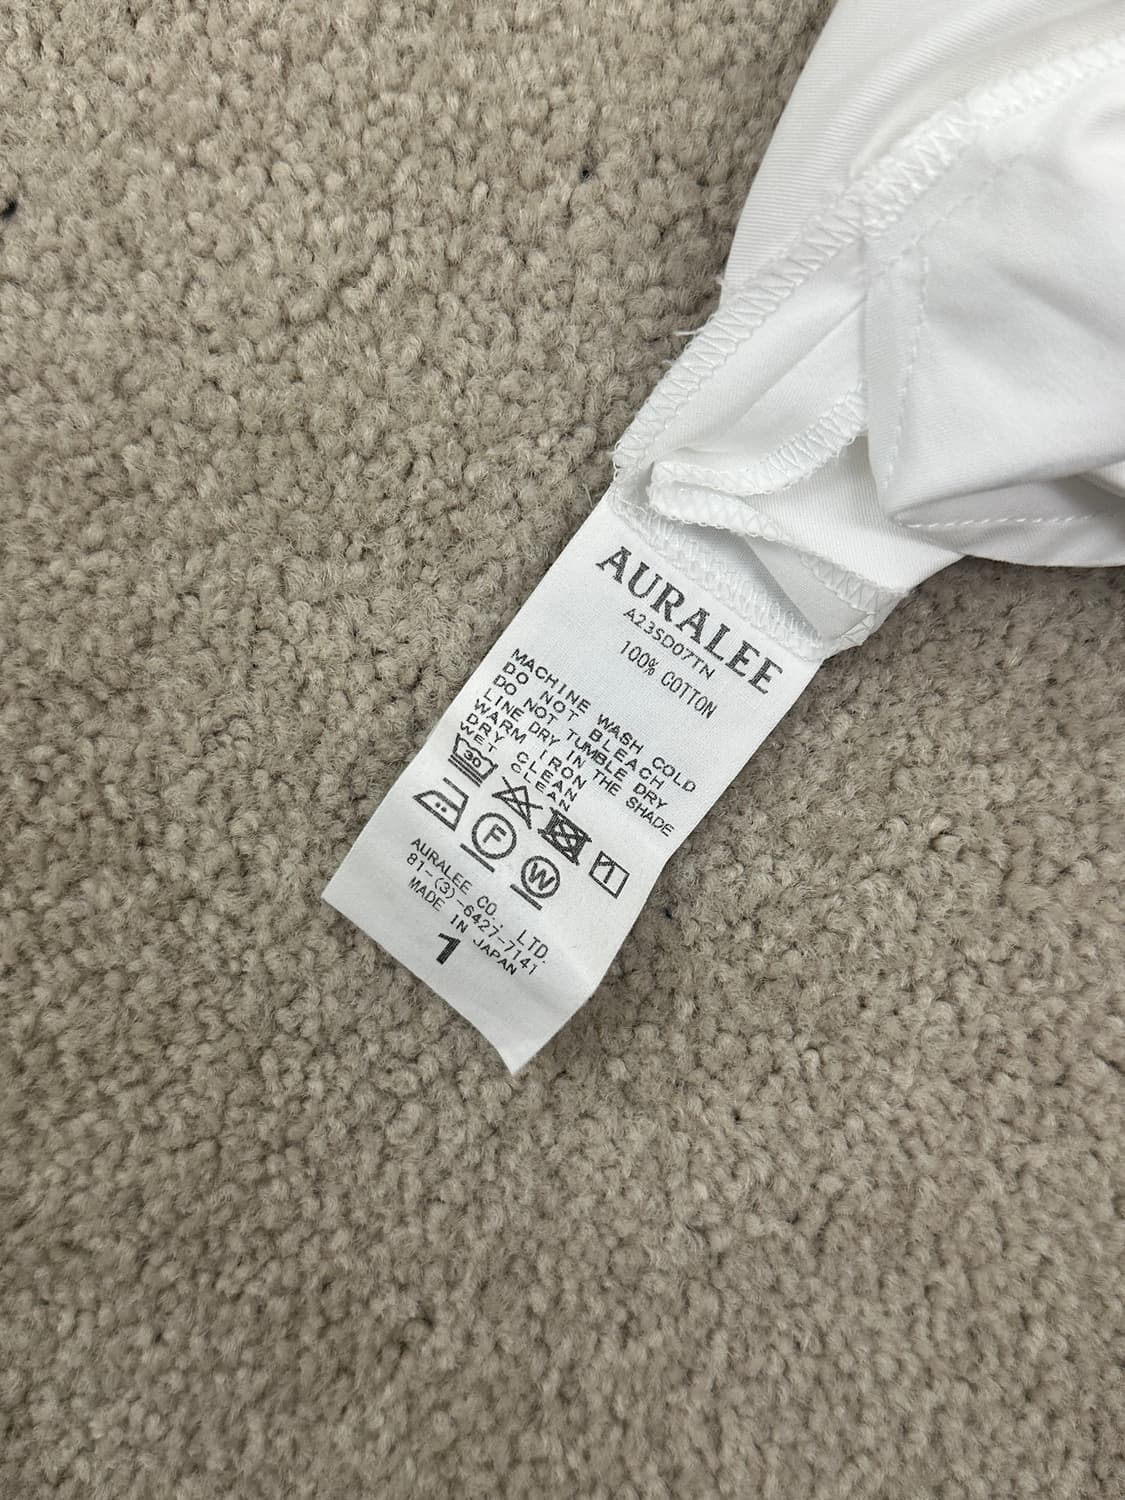 AURALEE
A23SD07TN
100% COTTON
MACHINE WASH COLD
DO NOT BLEACH
DO NOT TUMBLE DRY
LINE DRY IN THE SHADE
WARM IRON
DRY CLEAN
WET CLEAN
30
F
W
AURALEE CO., LTD.
81-(3)-6427-7141
MADE IN JAPAN
1